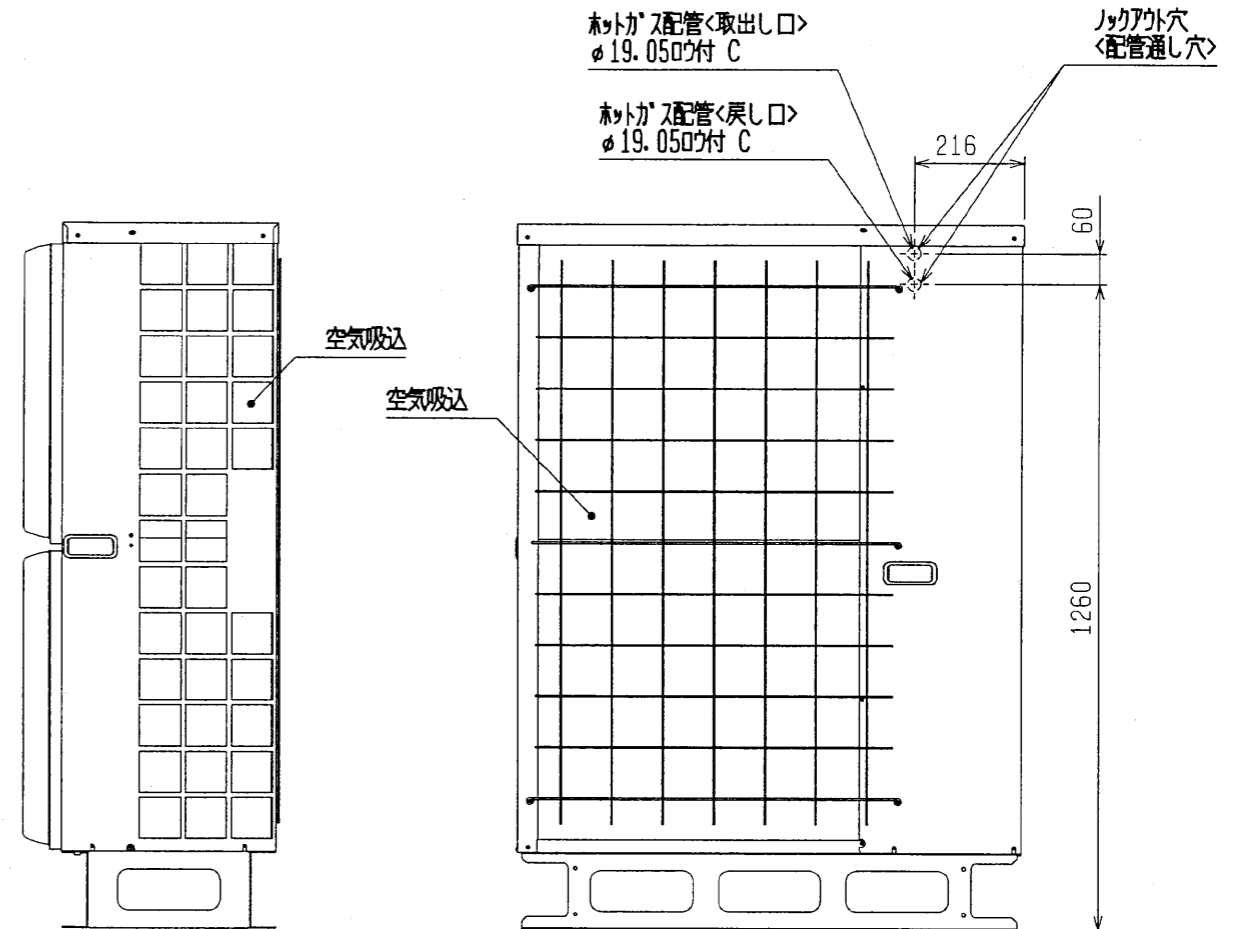 ホットガス配管<取出し口>
φ19.05ロウ付 C
ノックアウト穴
<配管通し穴>
ホットガス配管<戻し口>
φ19.05ロウ付 C
216
60
空気吸込
空気吸込
1260